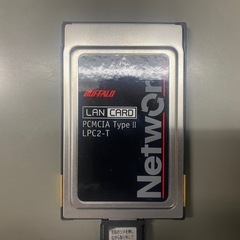 BUFFALO
LAN CARD
PCMCIA Type II
LPC2-T
Network